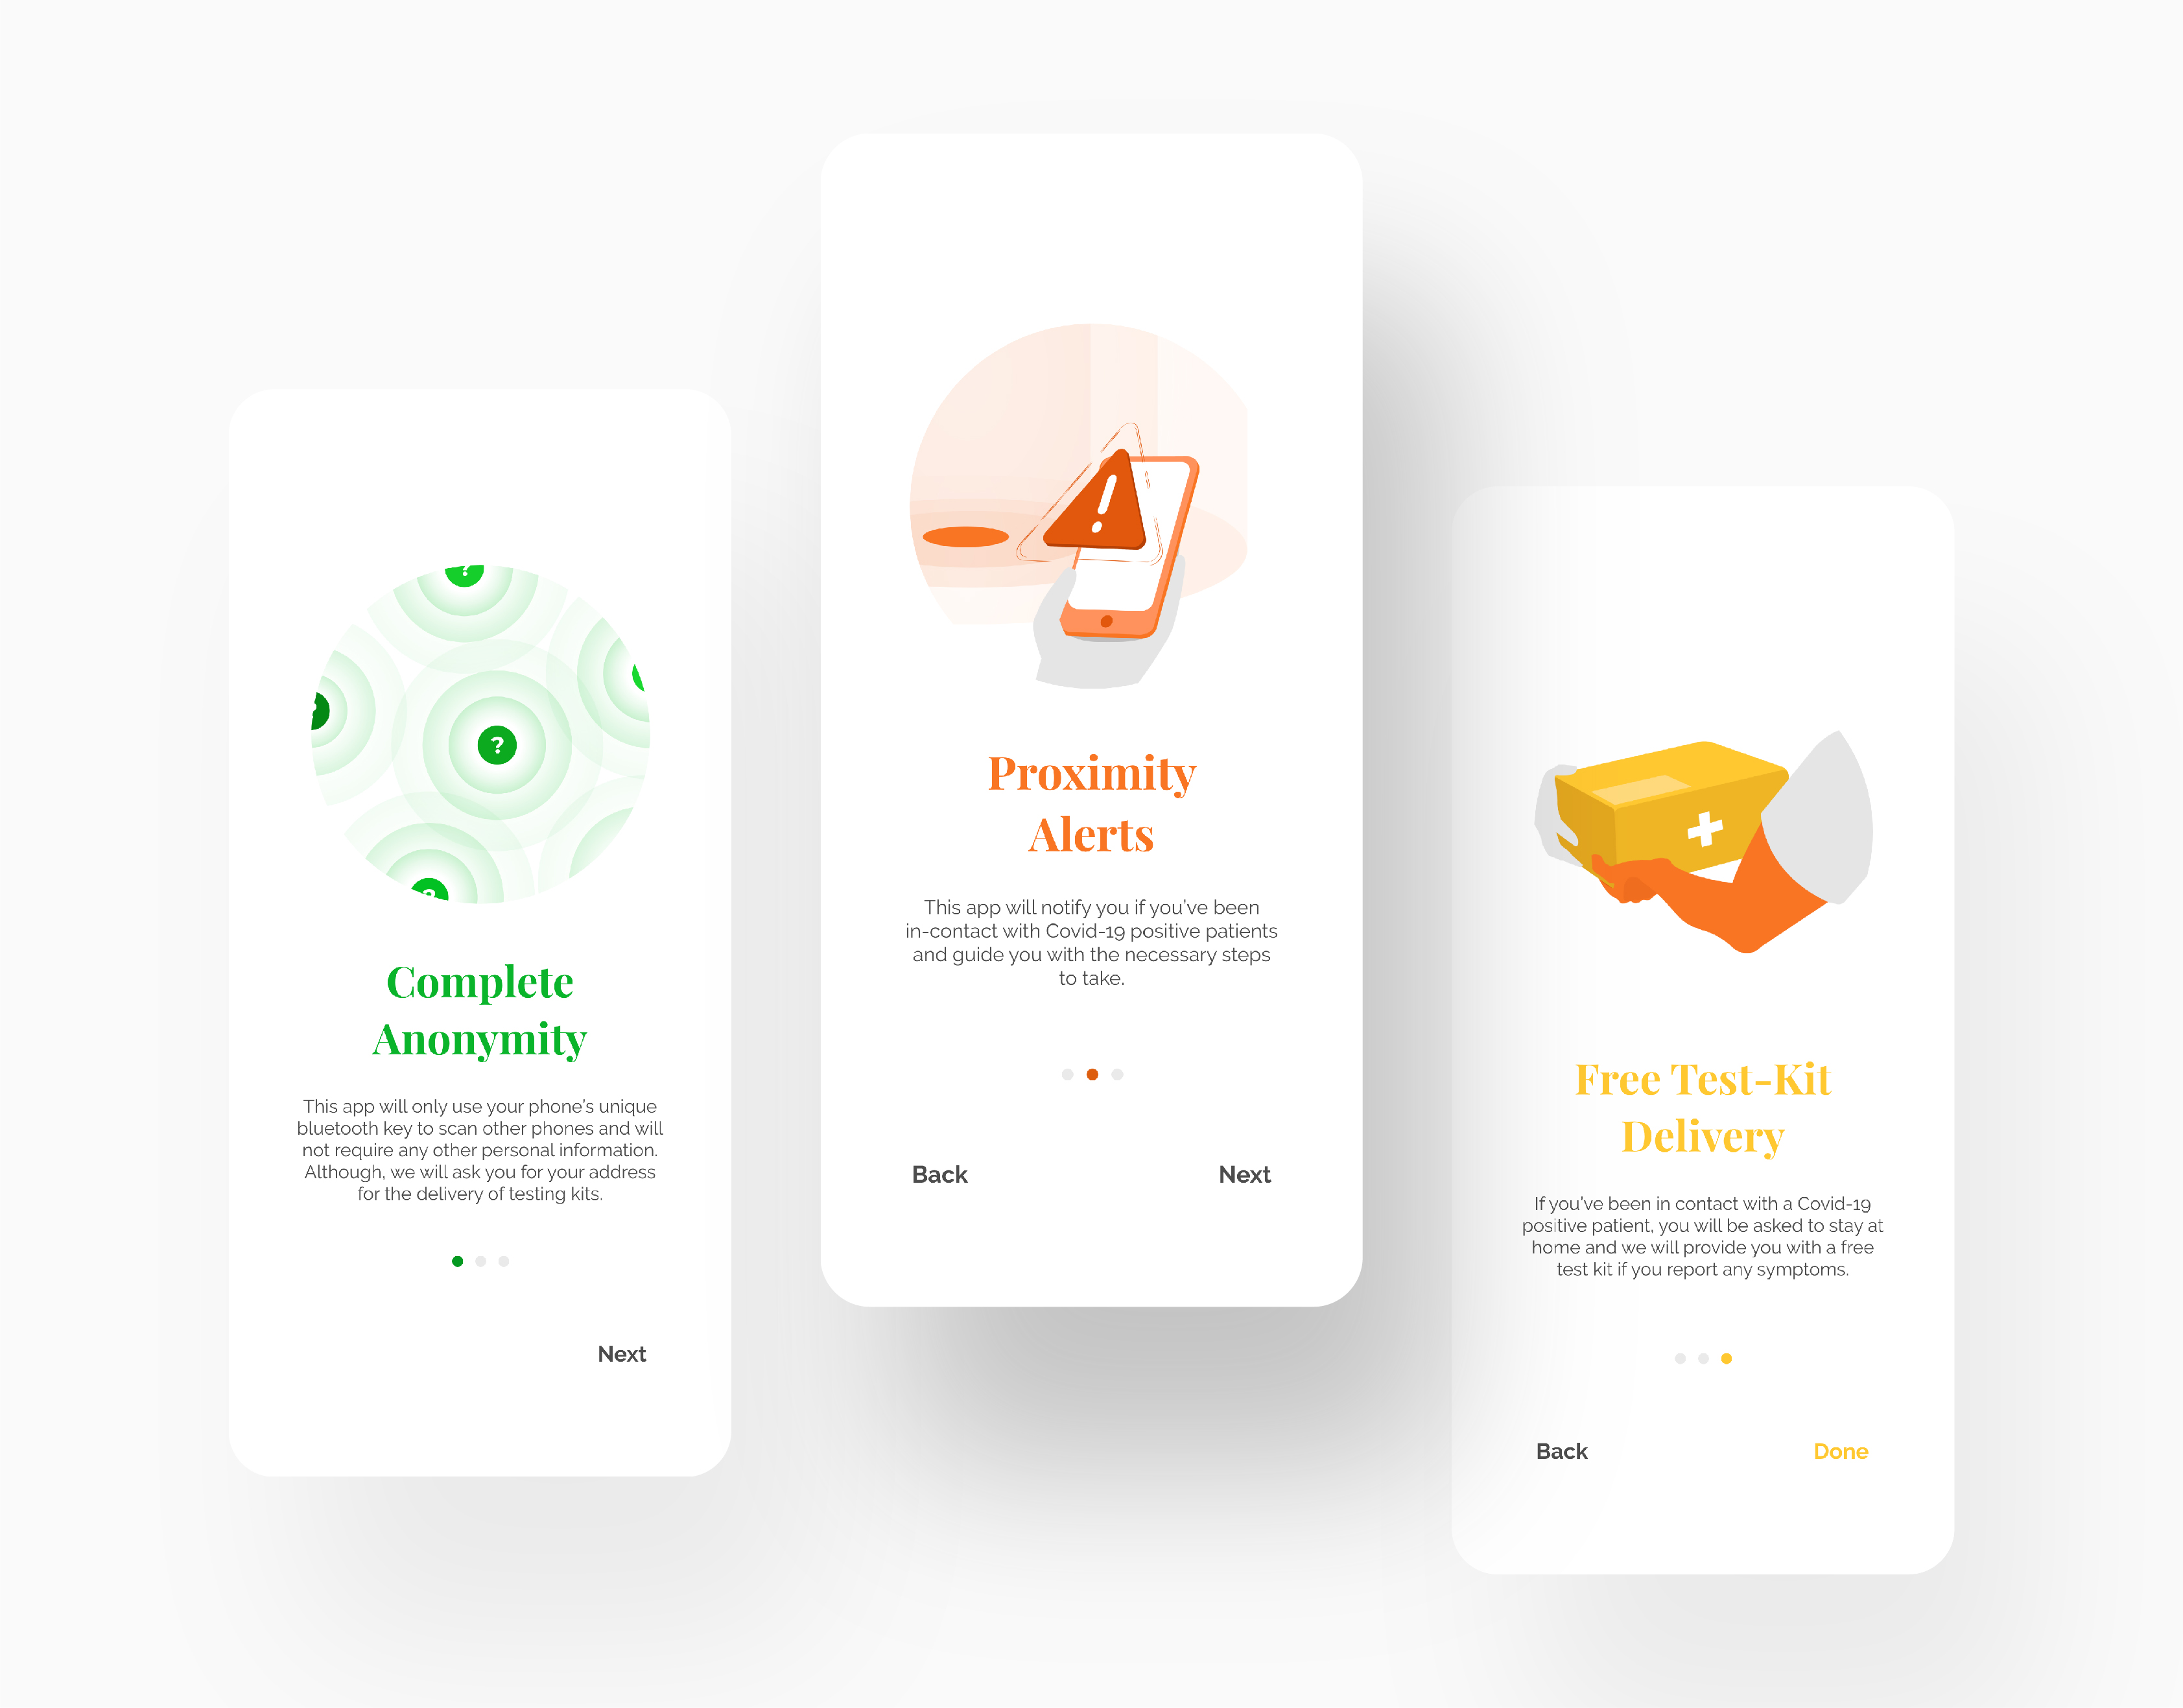 ?
?
?
?
Complete
Anonymity
This app will only use your phone's unique
bluetooth key to scan other phones and will
not require any other personal information.
Although, we will ask you for your address
for the delivery of testing kits.
Next
!
Proximity
Alerts
This app will notify you if you've been
in-contact with Covid-19 positive patients
and guide you with the necessary steps
to take.
Back
Next
Free Test-Kit
Delivery
If you've been in contact with a Covid-19
positive patient, you will be asked to stay at
home and we will provide you with a free
test kit if you report any symptoms.
Back
Done